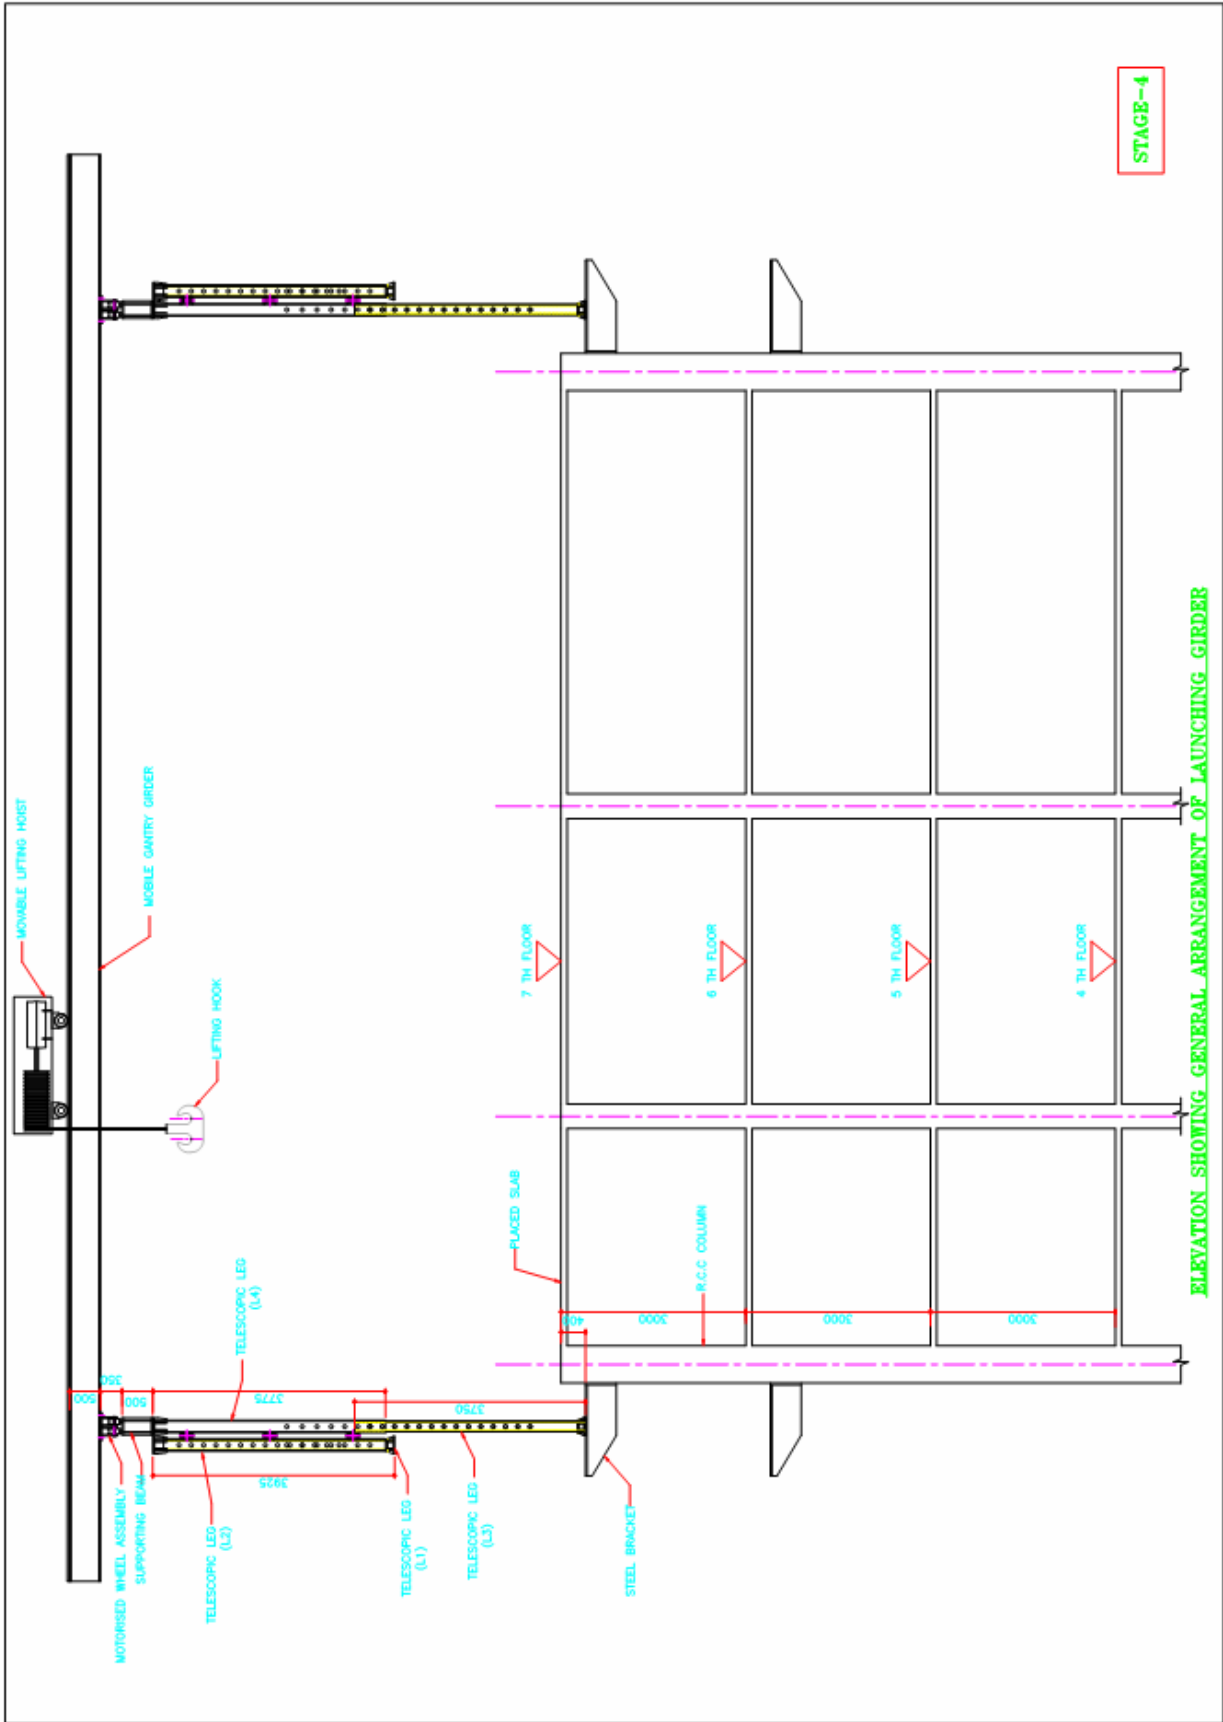 STAGE-4
MOVABLE LIFTING HOIST
MOBILE GANTRY GIRDER
LIFTING HOOK
7 TH FLOOR
6 TH FLOOR
5 TH FLOOR
4 TH FLOOR
PLACED SLAB
R.C.C COLUMN
TELESCOPIC LEG
(L4)
500
350
500
3775
3750
3925
400
3000
3000
3000
MOTORISED WHEEL ASSEMBLY
SUPPORTING BEAM
TELESCOPIC LEG
(L2)
TELESCOPIC LEG
(L1)
TELESCOPIC LEG
(L3)
STEEL BRACKET
ELEVATION SHOWING GENERAL ARRANGEMENT OF LAUNCHING GIRDER